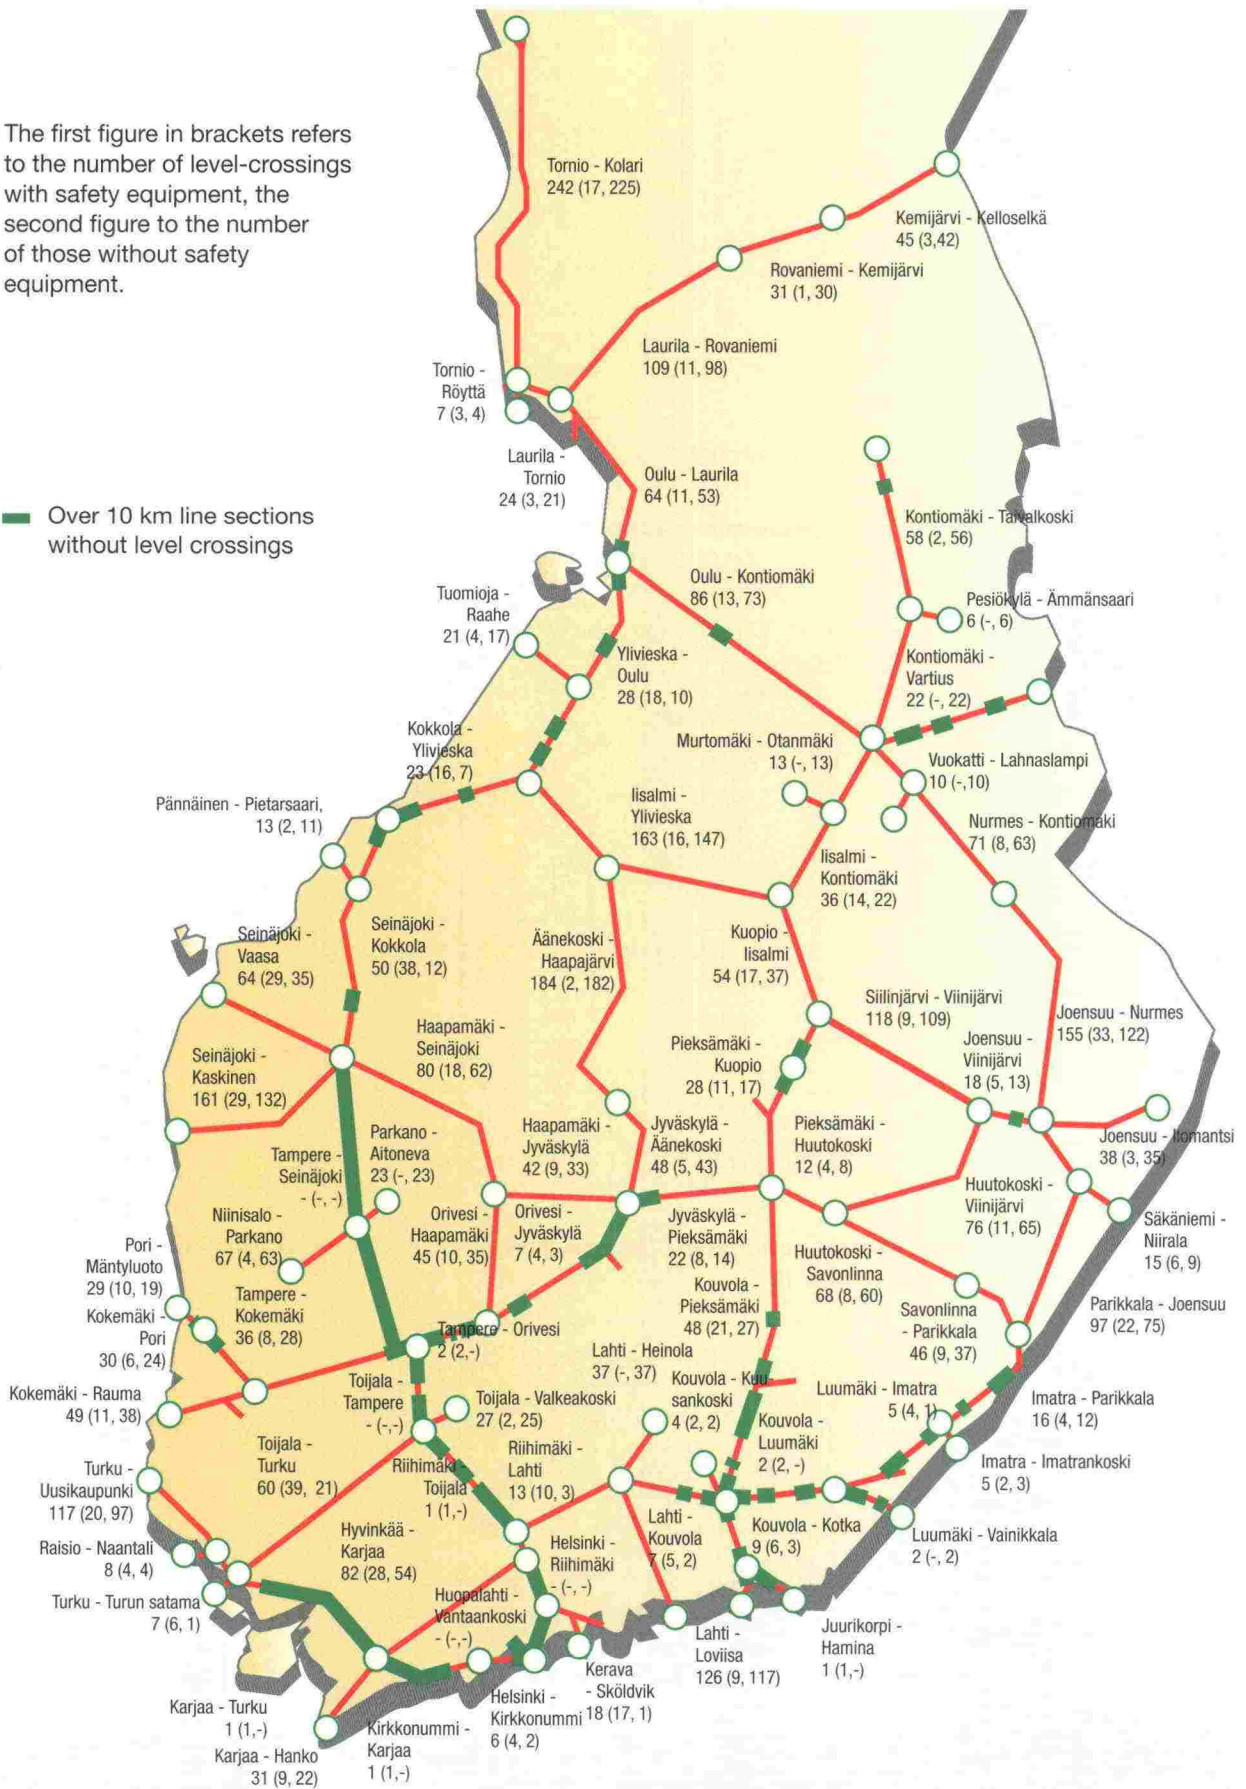 The first figure in brackets refers
to the number of level-crossings
with safety equipment, the
second figure to the number
of those without safety
equipment.
Over 10 km line sections
without level crossings
Tornio - Kolari
242 (17, 225)
Kemijärvi - Kelloselkä
45 (3,42)
Rovaniemi - Kemijärvi
31 (1, 30)
Laurila - Rovaniemi
109 (11, 98)
Tornio -
Röyttä
7 (3, 4)
Laurila -
Tornio
24 (3, 21)
Oulu - Laurila
64 (11, 53)
Kontiomäki - Taivalkoski
58 (2, 56)
Oulu - Kontiomäki
86 (13, 73)
Pesiökylä - Ämmänsaari
6 (-, 6)
Tuomioja -
Raahe
21 (4, 17)
Ylivieska -
Oulu
28 (18, 10)
Kontiomäki -
Vartius
22 (-, 22)
Kokkola -
Ylivieska
23 (16, 7)
Murtomäki - Otanmäki
13 (-, 13)
Vuokatti - Lahnaslampi
10 (-,10)
Pännäinen - Pietarsaari,
13 (2, 11)
Iisalmi -
Ylivieska
163 (16, 147)
Nurmes - Kontiomäki
71 (8, 63)
Iisalmi -
Kontiomäki
36 (14, 22)
Seinäjoki -
Vaasa
64 (29, 35)
Seinäjoki -
Kokkola
50 (38, 12)
Äänekoski -
Haapajärvi
184 (2, 182)
Kuopio -
Iisalmi
54 (17, 37)
Siilinjärvi - Viinijärvi
118 (9, 109)
Joensuu - Nurmes
155 (33, 122)
Seinäjoki -
Kaskinen
161 (29, 132)
Haapamäki -
Seinäjoki
80 (18, 62)
Pieksämäki -
Kuopio
28 (11, 17)
Joensuu -
Viinijärvi
18 (5, 13)
Tampere -
Seinäjoki
- (-, -)
Parkano -
Aitoneva
23 (-, 23)
Haapamäki -
Jyväskylä
42 (9, 33)
Jyväskylä -
Äänekoski
48 (5, 43)
Pieksämäki -
Huutokoski
12 (4, 8)
Joensuu - Ilomantsi
38 (3, 35)
Niinisalo -
Parkano
67 (4, 63)
Orivesi -
Haapamäki
45 (10, 35)
Orivesi -
Jyväskylä
7 (4, 3)
Jyväskylä -
Pieksämäki
22 (8, 14)
Huutokoski -
Viinijärvi
76 (11, 65)
Säkäniemi -
Niirala
15 (6, 9)
Pori -
Mäntyluoto
29 (10, 19)
Huutokoski -
Savonlinna
68 (8, 60)
Kokemäki -
Pori
30 (6, 24)
Tampere -
Kokemäki
36 (8, 28)
Tampere - Orivesi
2 (2,-)
Kouvola -
Pieksämäki
48 (21, 27)
Savonlinna
- Parikkala
46 (9, 37)
Parikkala - Joensuu
97 (22, 75)
Kokemäki - Rauma
49 (11, 38)
Toijala -
Tampere
- (-,-)
Toijala - Valkeakoski
27 (2, 25)
Lahti - Heinola
37 (-, 37)
Kouvola - Kuu-
sankoski
4 (2, 2)
Luumäki - Imatra
5 (4, 1)
Imatra - Parikkala
16 (4, 12)
Toijala -
Turku
60 (39, 21)
Riihimäki -
Toijala
1 (1,-)
Riihimäki -
Lahti
13 (10, 3)
Kouvola -
Luumäki
2 (2, -)
Imatra - Imatrankoski
5 (2, 3)
Turku -
Uusikaupunki
117 (20, 97)
Hyvinkää -
Karjaa
82 (28, 54)
Helsinki -
Riihimäki
- (-, -)
Lahti -
Kouvola
7 (5, 2)
Kouvola - Kotka
9 (6, 3)
Luumäki - Vainikkala
2 (-, 2)
Raisio - Naantali
8 (4, 4)
Turku - Turun satama
7 (6, 1)
Huopalahti -
Vantaankoski
- (-,-)
Juurikorpi -
Hamina
1 (1,-)
Lahti -
Loviisa
126 (9, 117)
Kerava
- Sköldvik
18 (17, 1)
Helsinki -
Kirkkonummi
6 (4, 2)
Karjaa - Turku
1 (1,-)
Kirkkonummi -
Karjaa
1 (1,-)
Karjaa - Hanko
31 (9, 22)